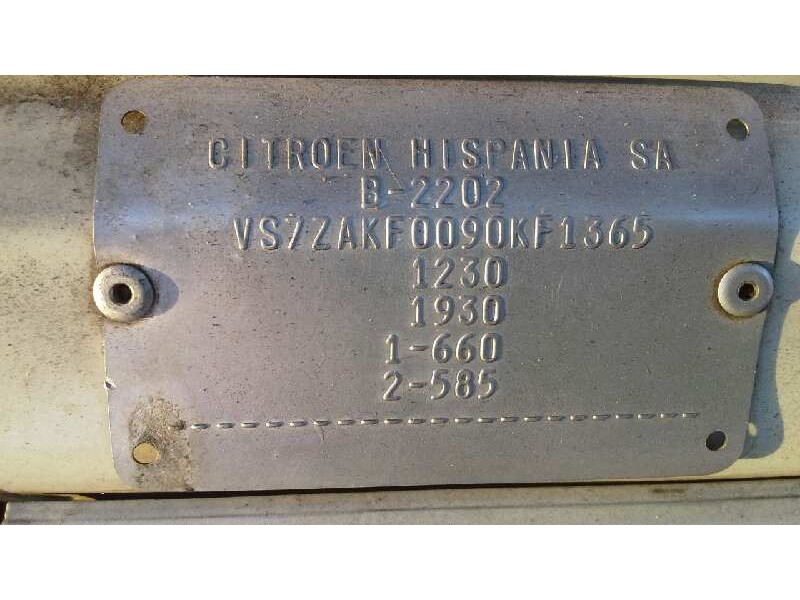 CITROEN HISPANIA SA
B-2202
VS7ZAKF0090KF1365
1230
1930
1-660
2-585